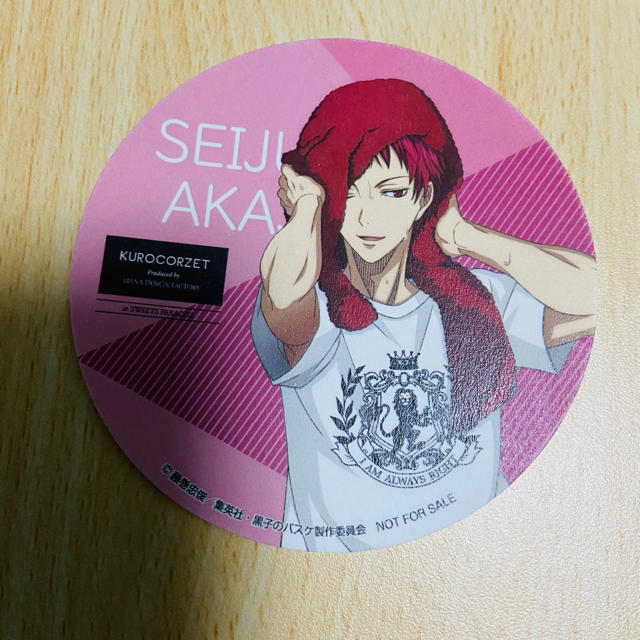 SEIJU
AKA
KUROCORZET
Produced by
LIANA DESIGN FACTORY
in SWEETS PARADISE
I AM ALWAYS RIGHT
©藤巻忠俊／集英社・黒子のバスケ製作委員会 NOT FOR SALE